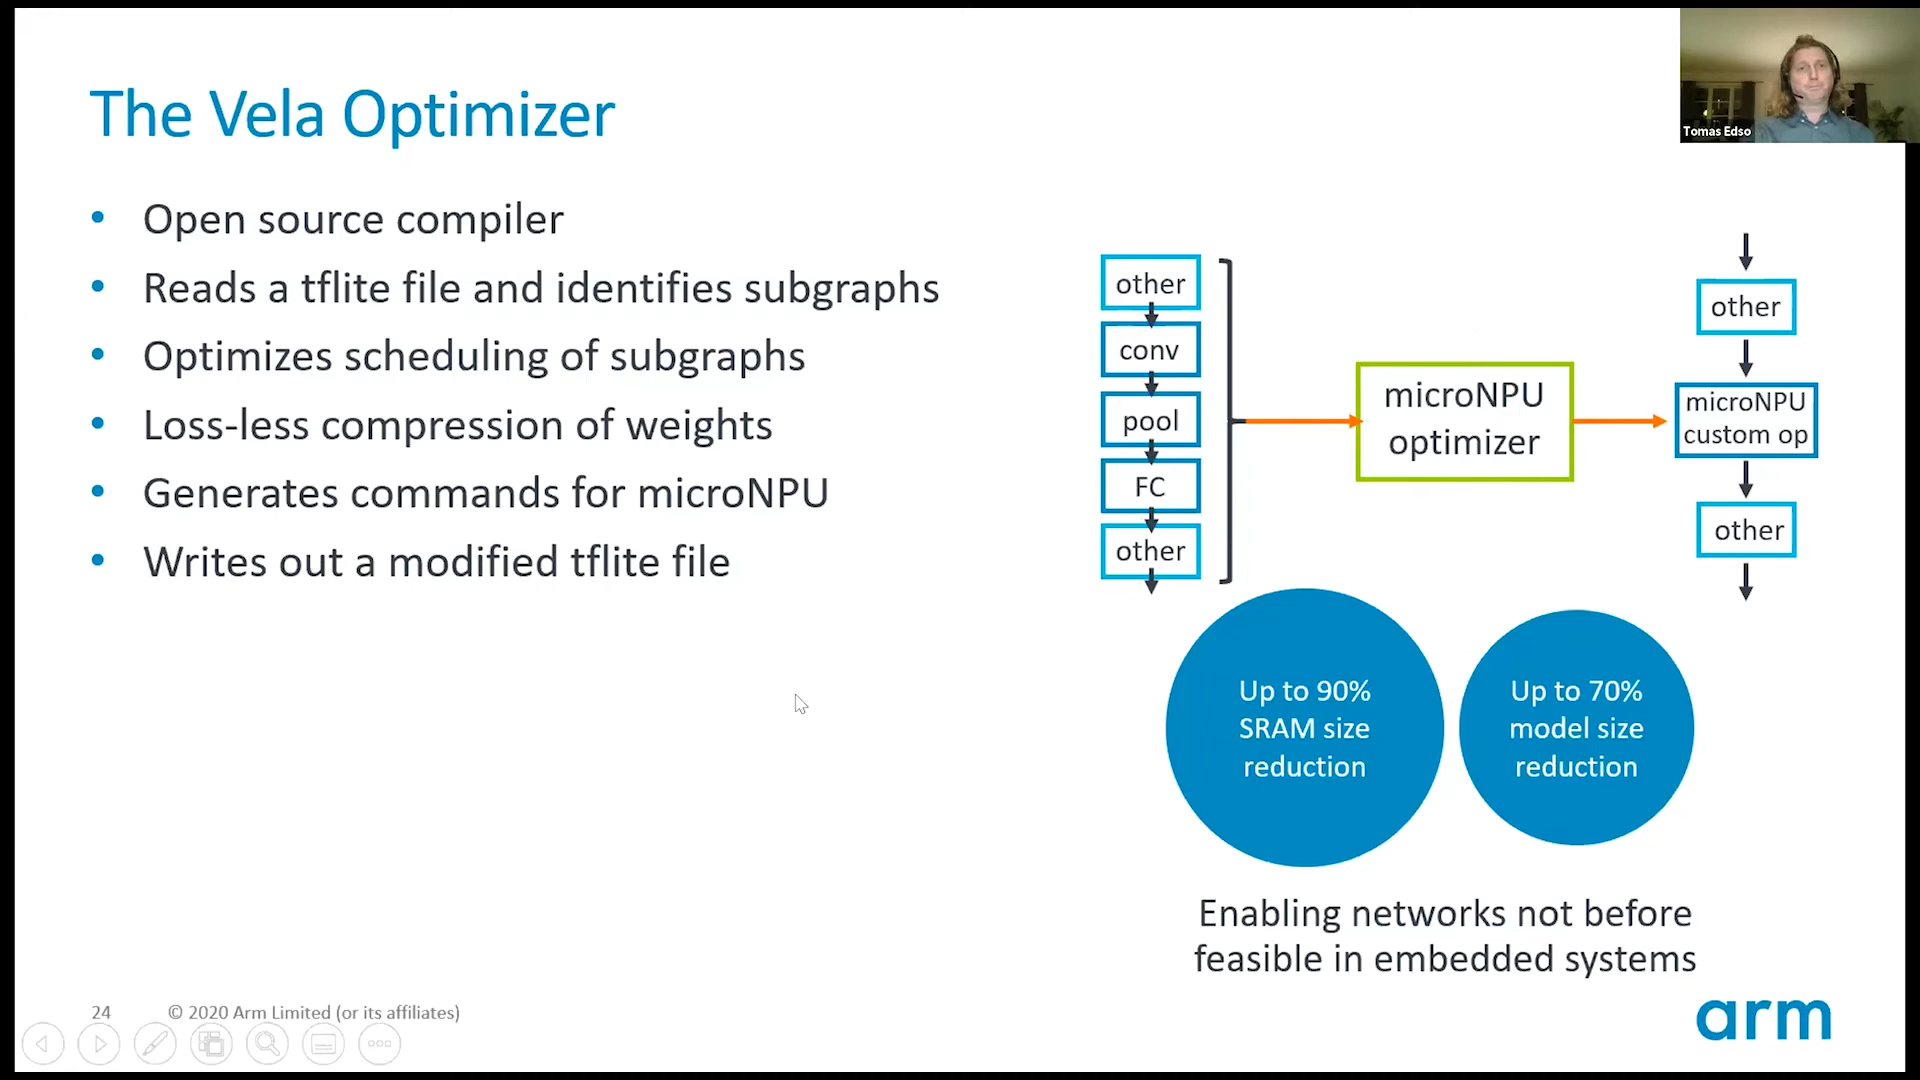 The Vela Optimizer
Tomas Edso
• Open source compiler
• Reads a tflite file and identifies subgraphs
• Optimizes scheduling of subgraphs
• Loss-less compression of weights
• Generates commands for microNPU
• Writes out a modified tflite file
other
conv
pool
FC
other
microNPU
optimizer
other
microNPU
custom op
other
Up to 90%
SRAM size
reduction
Up to 70%
model size
reduction
Enabling networks not before
feasible in embedded systems
24
© 2020 Arm Limited (or its affiliates)
arm